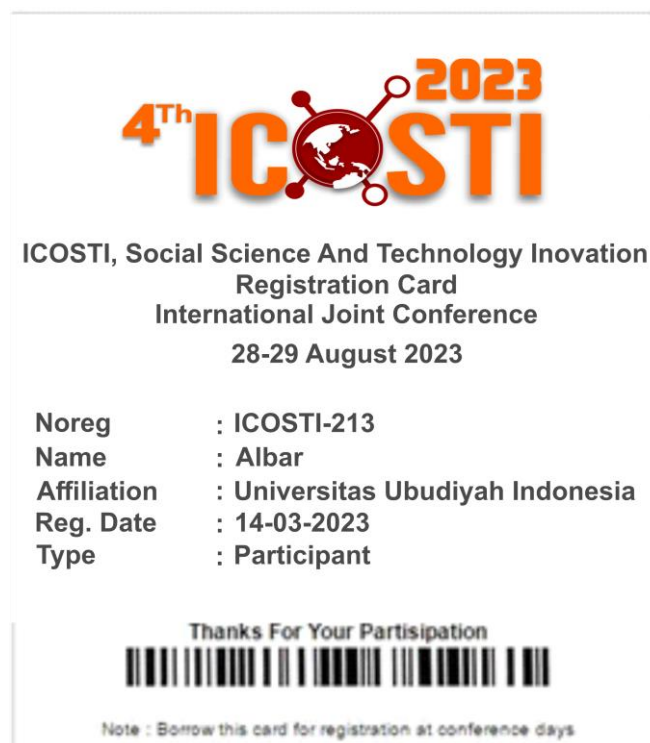 2023
4Th ICOSTI
ICOSTI, Social Science And Technology Inovation
Registration Card
International Joint Conference
28-29 August 2023
Noreg : ICOSTI-213
Name : Albar
Affiliation : Universitas Ubudiyah Indonesia
Reg. Date : 14-03-2023
Type : Participant
Thanks For Your Partisipation
Note : Borrow this card for registration at conference days